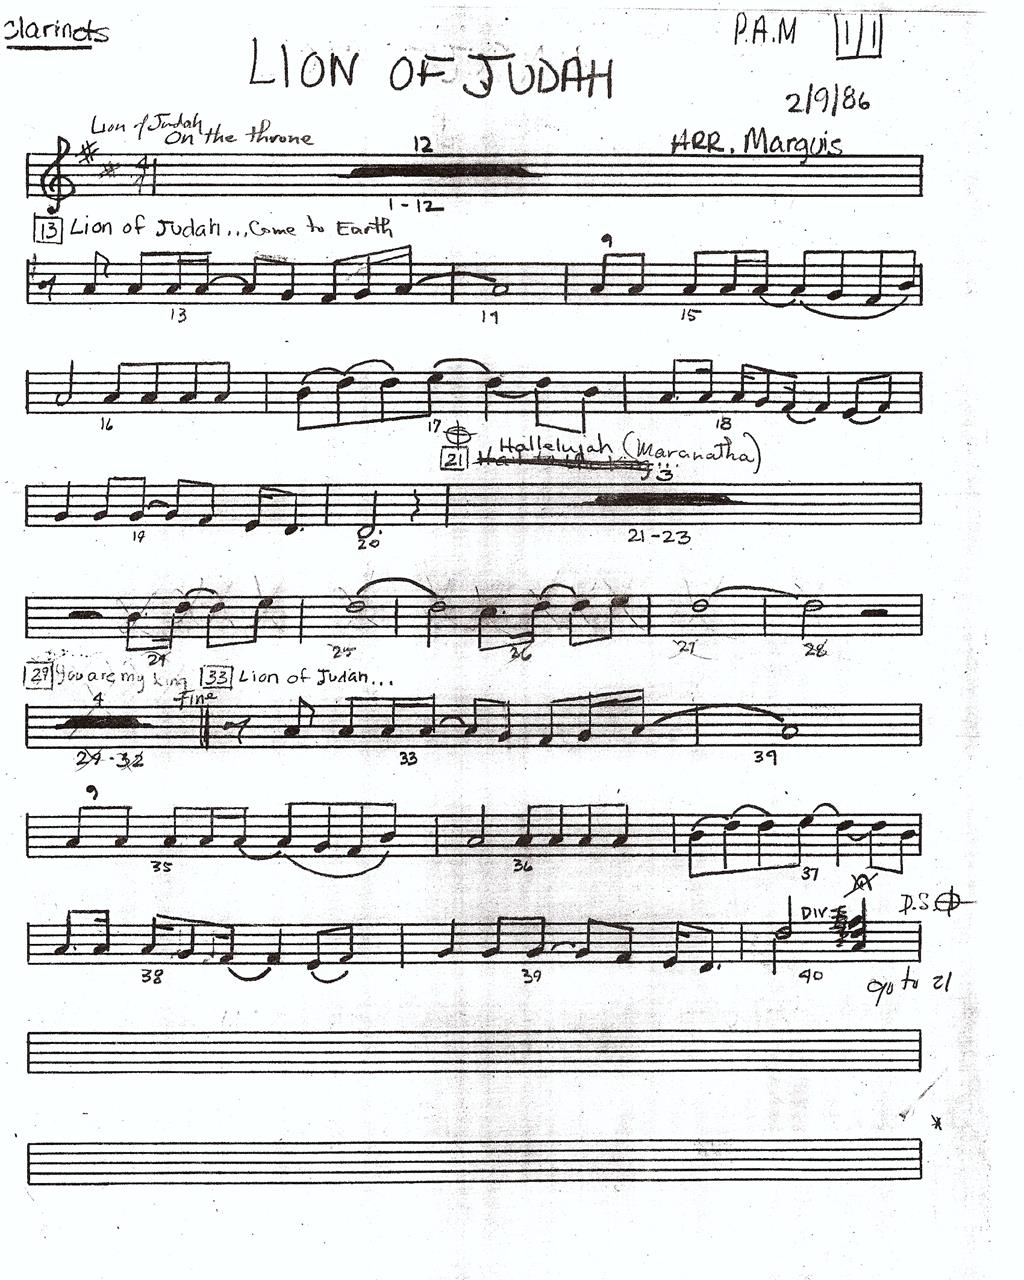 Clarinets
P.A.M 1/1
LION OF JUDAH
2/9/86
Lion of Judah
On the throne
12
ARR. Marquis
4
1-12
13 Lion of Judah... Come to Earth
9
13 14 15
16 17 18
21 Hallelujah (Maranatha)
3
19 20 21-23
24 25 26 27 28
29 You are my king Fine 33 Lion of Judah...
4
29-32 33 39
9
35 36 37
DIV D.S.
38 39 40
go to 21
*